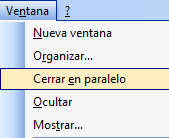 Ventana ?
Nueva ventana
Organizar...
Cerrar en paralelo
Ocultar
Mostrar...